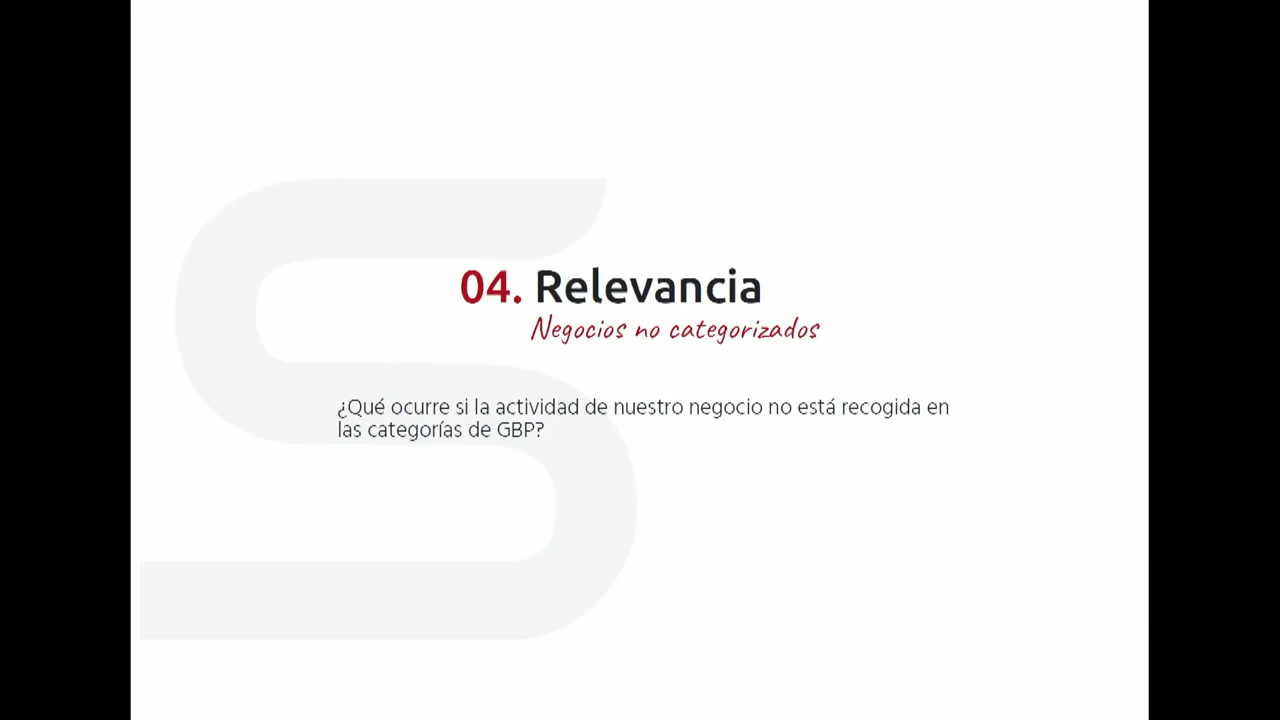 04. Relevancia
Negocios no categorizados
¿Qué ocurre si la actividad de nuestro negocio no está recogida en
las categorías de GBP?